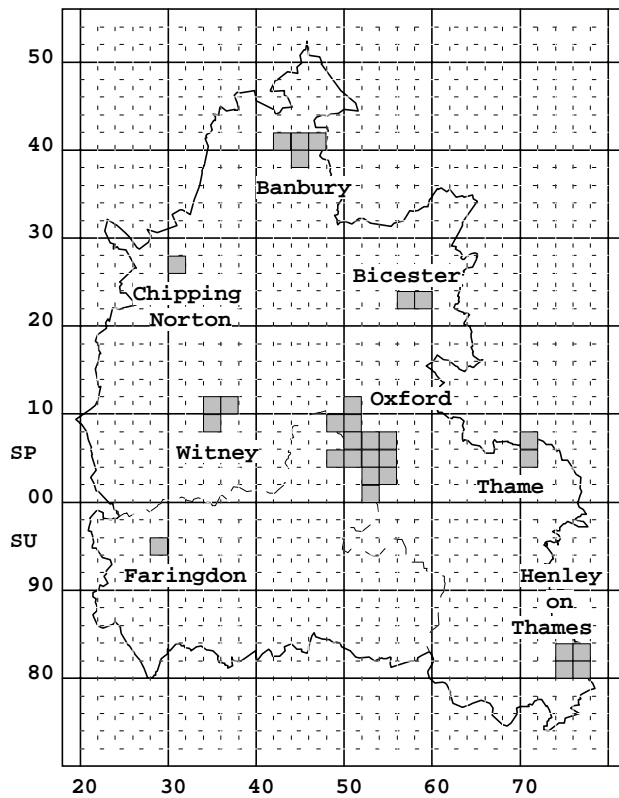 50
40
Banbury
30
Bicester
Chipping
Norton
20
Oxford
10
Witney
SP
Thame
00
SU
Faringdon
Henley
on
Thames
90
80
20 30 40 50 60 70